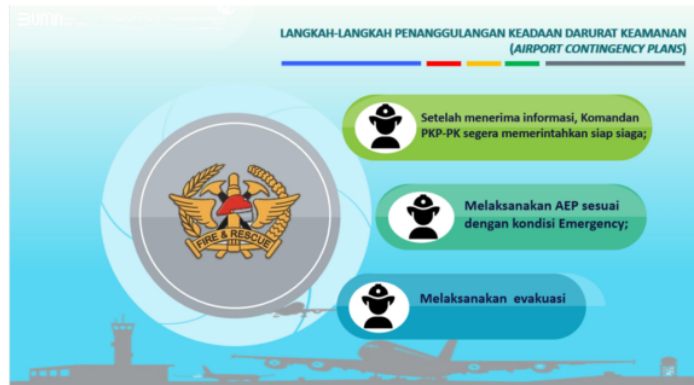 BUMN
LANGKAH-LANGKAH PENANGGULANGAN KEADAAN DARURAT KEAMANAN
(AIRPORT CONTINGENCY PLANS)
Setelah menerima informasi, Komandan
PKP-PK segera memerintahkan siap siaga;
FIRE & RESCUE
Melaksanakan AEP sesuai
dengan kondisi Emergency;
Melaksanakan evakuasi